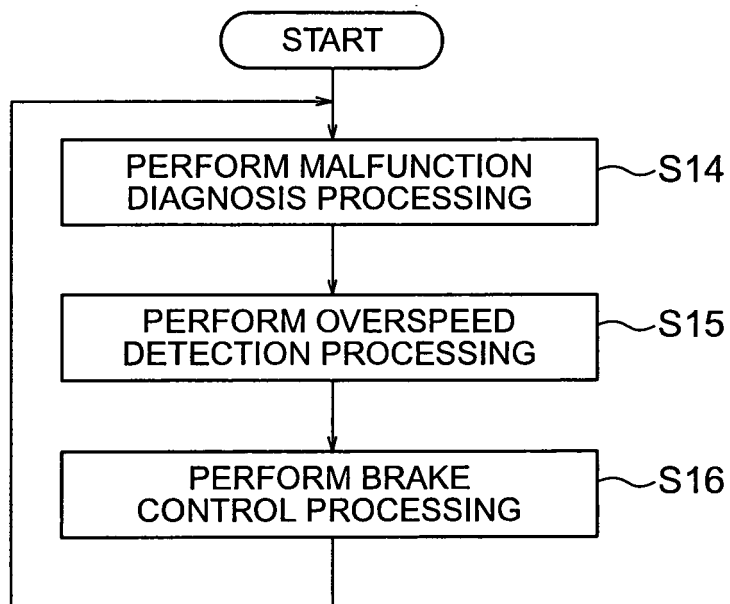 START
PERFORM MALFUNCTION
DIAGNOSIS PROCESSING
S14
PERFORM OVERSPEED
DETECTION PROCESSING
S15
PERFORM BRAKE
CONTROL PROCESSING
S16